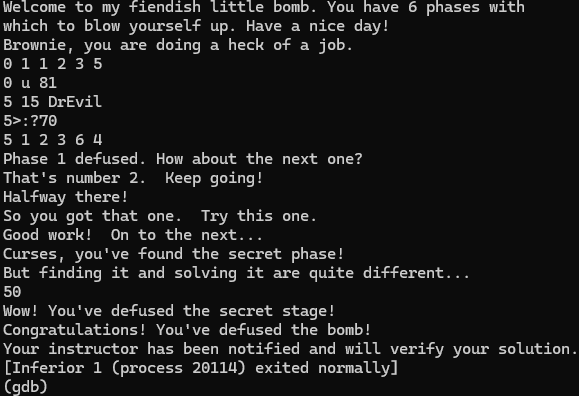 Welcome to my fiendish little bomb. You have 6 phases with
which to blow yourself up. Have a nice day!
Brownie, you are doing a heck of a job.
0 1 1 2 3 5
0 u 81
5 15 DrEvil
5>:?70
5 1 2 3 6 4
Phase 1 defused. How about the next one?
That's number 2.  Keep going!
Halfway there!
So you got that one.  Try this one.
Good work!  On to the next...
Curses, you've found the secret phase!
But finding it and solving it are quite different...
50
Wow! You've defused the secret stage!
Congratulations! You've defused the bomb!
Your instructor has been notified and will verify your solution.
[Inferior 1 (process 20114) exited normally]
(gdb)